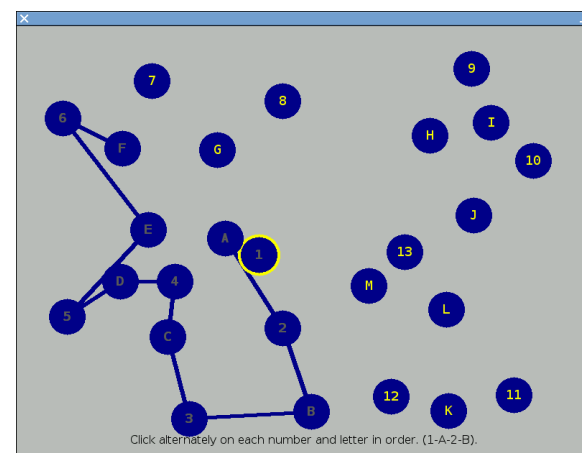 9
7
8
6
I
H
F
G
10
J
E
A
13
1
D
4
M
L
5
2
C
11
12
K
B
3
Click alternately on each number and letter in order. (1-A-2-B).